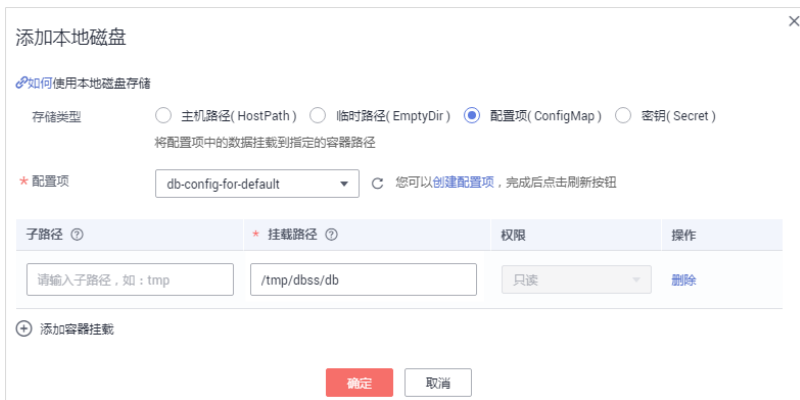 添加本地磁盘
如何使用本地磁盘存储
存储类型 主机路径( HostPath ) 临时路径( EmptyDir ) 配置项( ConfigMap ) 密钥( Secret )
将配置项中的数据挂载到指定的容器路径
* 配置项 db-config-for-default 您可以创建配置项，完成后点击刷新按钮
子路径 ? * 挂载路径 ? 权限 操作
请输入子路径，如：tmp /tmp/dbss/db 只读 删除
添加容器挂载
确定 取消